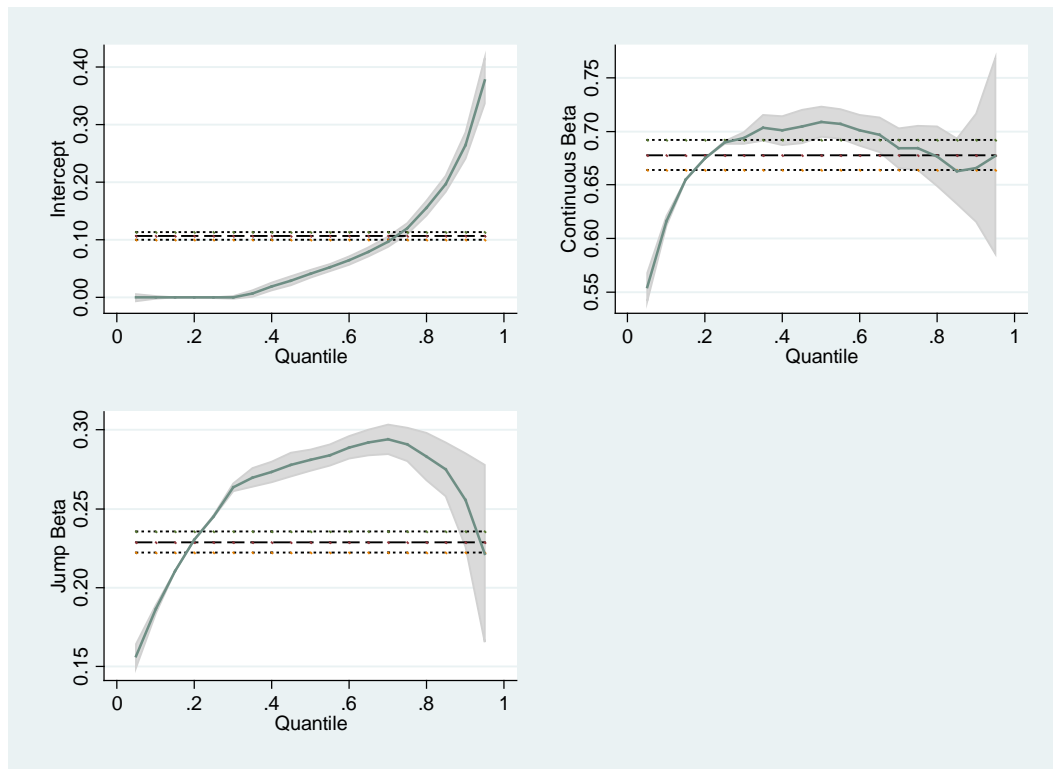 Intercept
0.40
0.30
0.20
0.10
0.00
0 .2 .4 .6 .8 1
Quantile
Continuous Beta
0.75
0.70
0.65
0.60
0.55
0 .2 .4 .6 .8 1
Quantile
Jump Beta
0.30
0.25
0.20
0.15
0 .2 .4 .6 .8 1
Quantile